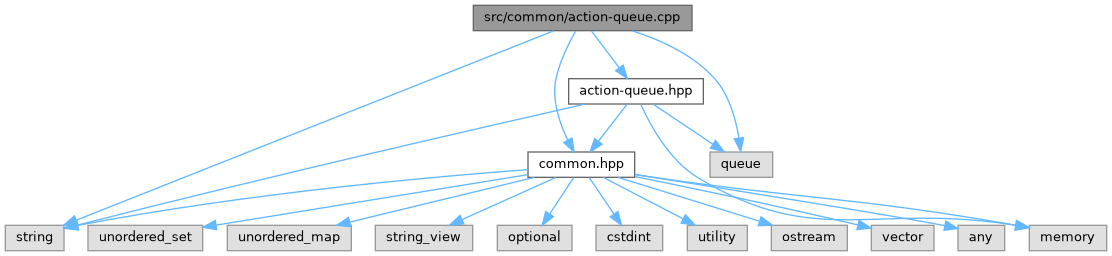 src/common/action-queue.cpp
action-queue.hpp
common.hpp
queue
string
unordered_set
unordered_map
string_view
optional
cstdint
utility
ostream
vector
any
memory